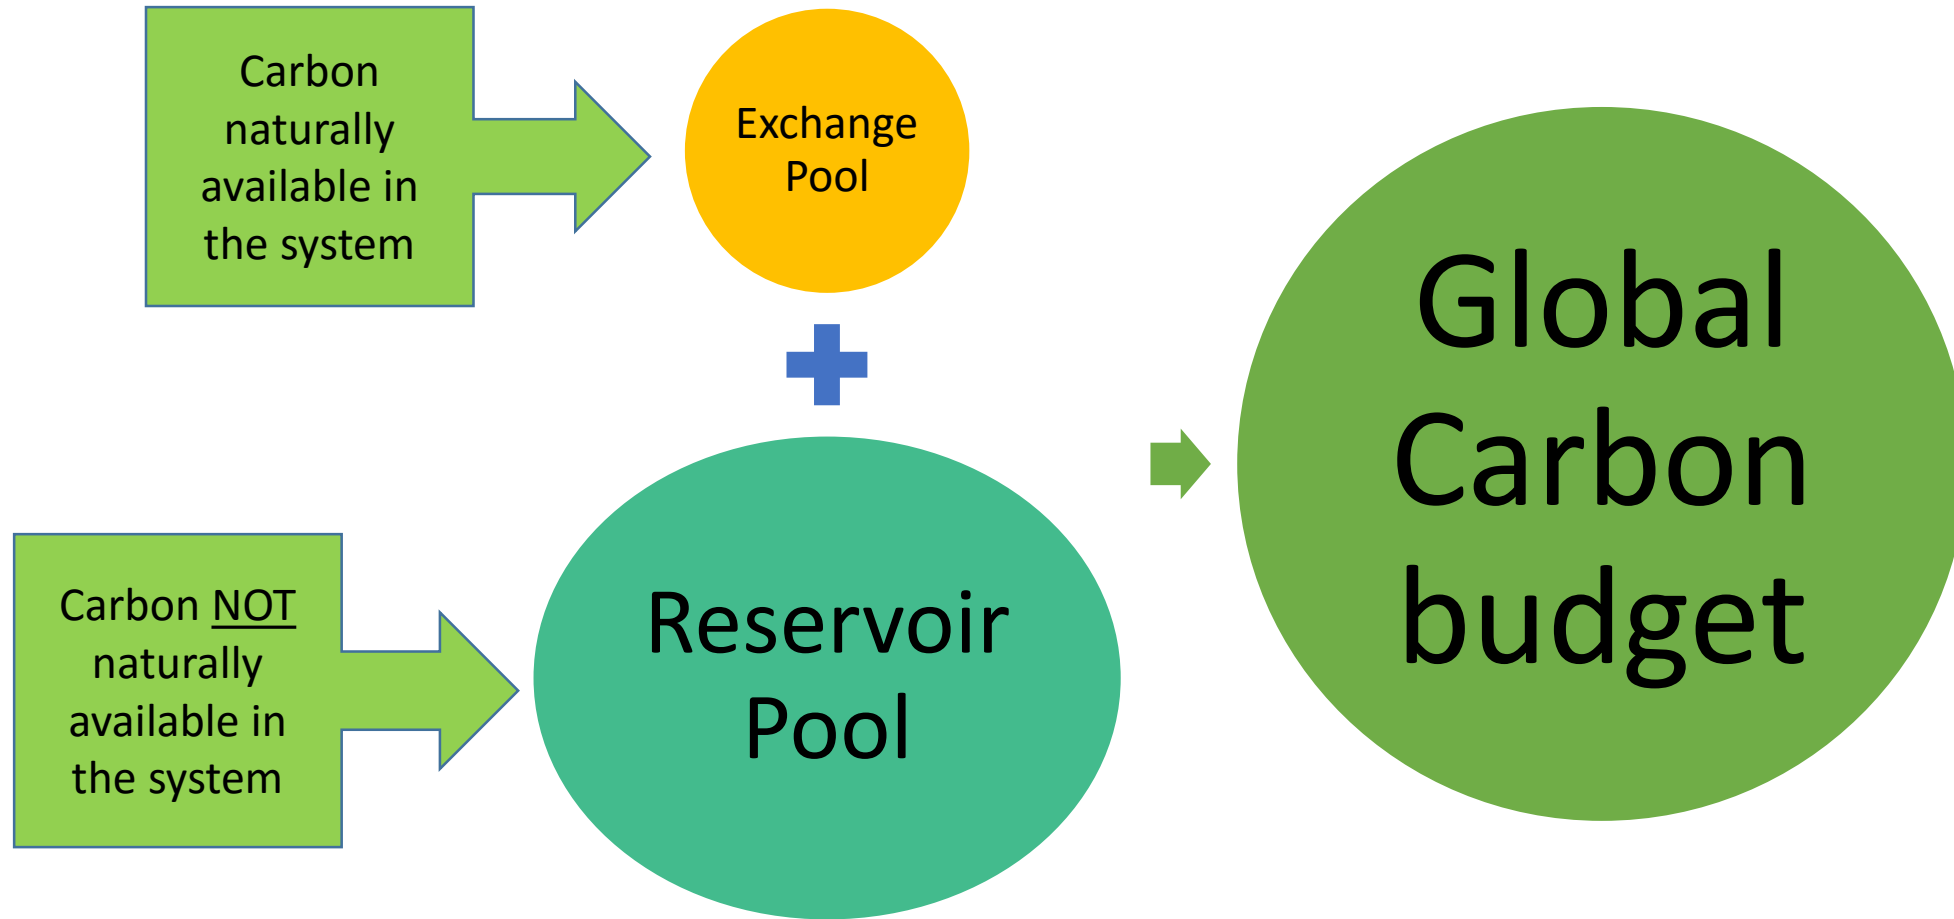 Carbon
naturally
available in
the system
Exchange
Pool
Carbon NOT
naturally
available in
the system
Reservoir
Pool
Global
Carbon
budget